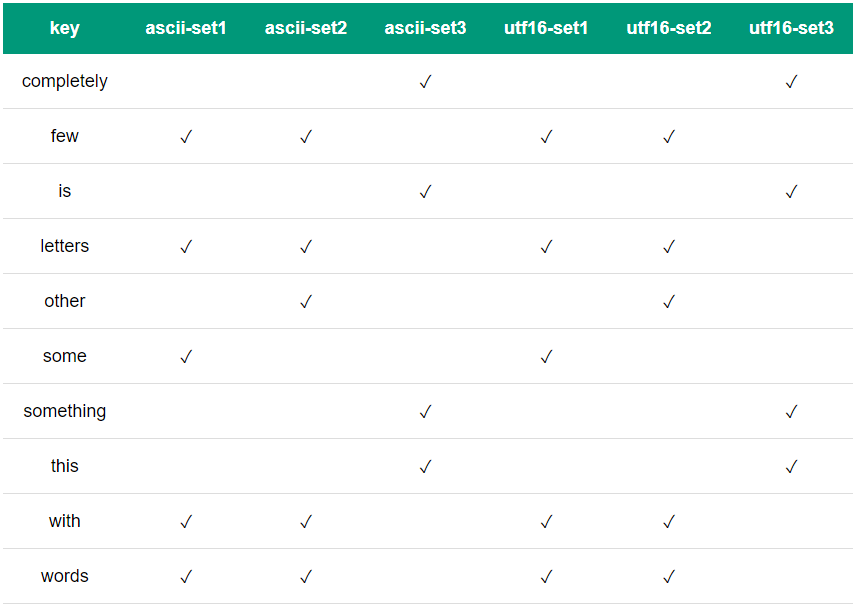 key ascii-set1 ascii-set2 ascii-set3 utf16-set1 utf16-set2 utf16-set3
completely ✓ ✓
few ✓ ✓ ✓ ✓
is ✓ ✓
letters ✓ ✓ ✓ ✓
other ✓ ✓
some ✓ ✓
something ✓ ✓
this ✓ ✓
with ✓ ✓ ✓ ✓
words ✓ ✓ ✓ ✓